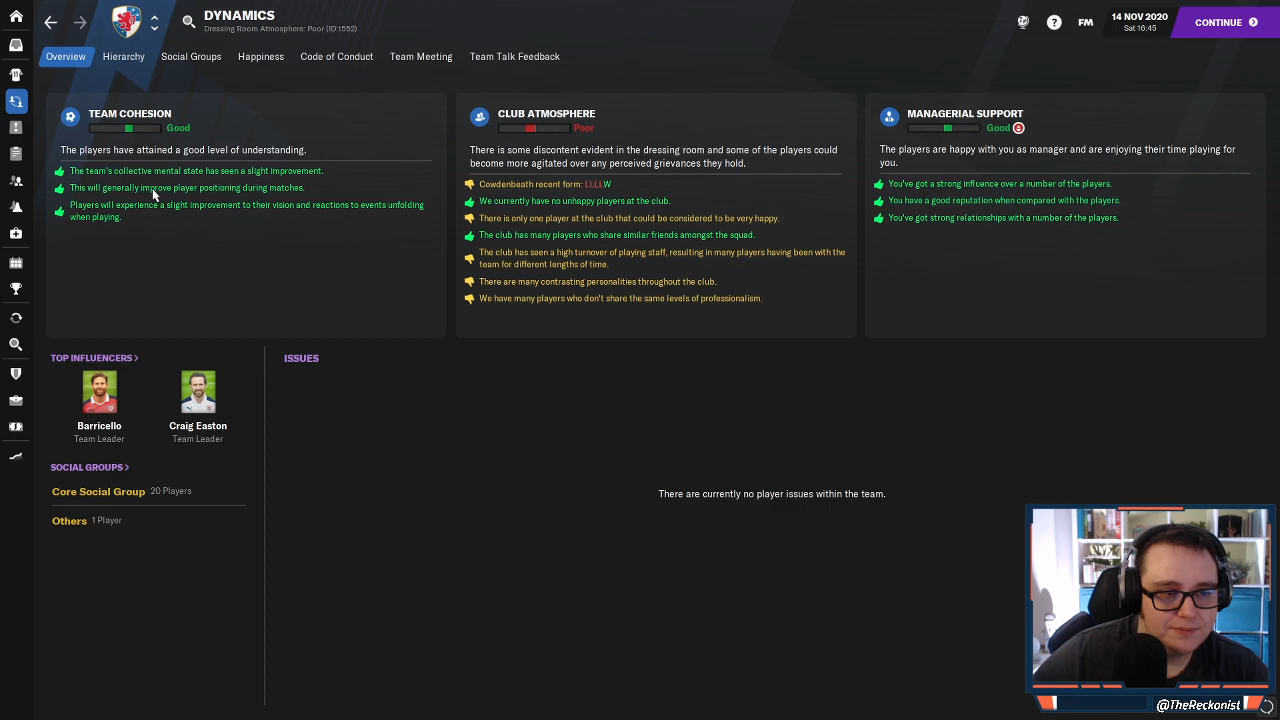 DYNAMICS
Dressing Room Atmosphere: Poor (ID:1552)
FM
14 NOV 2020
Sat 16:45
CONTINUE
Overview
Hierarchy
Social Groups
Happiness
Code of Conduct
Team Meeting
Team Talk Feedback
TEAM COHESION
Good
The players have attained a good level of understanding.
The team's collective mental state has seen a slight improvement.
This will generally improve player positioning during matches.
Players will experience a slight improvement to their vision and reactions to events unfolding
when playing.
CLUB ATMOSPHERE
Poor
There is some discontent evident in the dressing room and some of the players could
become more agitated over any perceived grievances they hold.
Cowdenbeath recent form: LLLLW
We currently have no unhappy players at the club.
There is only one player at the club that could be considered to be very happy.
The club has many players who share similar friends amongst the squad.
The club has seen a high turnover of playing staff, resulting in many players having been with the
team for different lengths of time.
There are many contrasting personalities throughout the club.
We have many players who don't share the same levels of professionalism.
MANAGERIAL SUPPORT
Good
The players are happy with you as manager and are enjoying their time playing for
you.
You've got a strong influence over a number of the players.
You have a good reputation when compared with the players.
You've got strong relationships with a number of the players.
TOP INFLUENCERS >
Barricello
Team Leader
Craig Easton
Team Leader
SOCIAL GROUPS >
Core Social Group 20 Players
Others 1 Player
ISSUES
There are currently no player issues within the team.
@TheReckonist